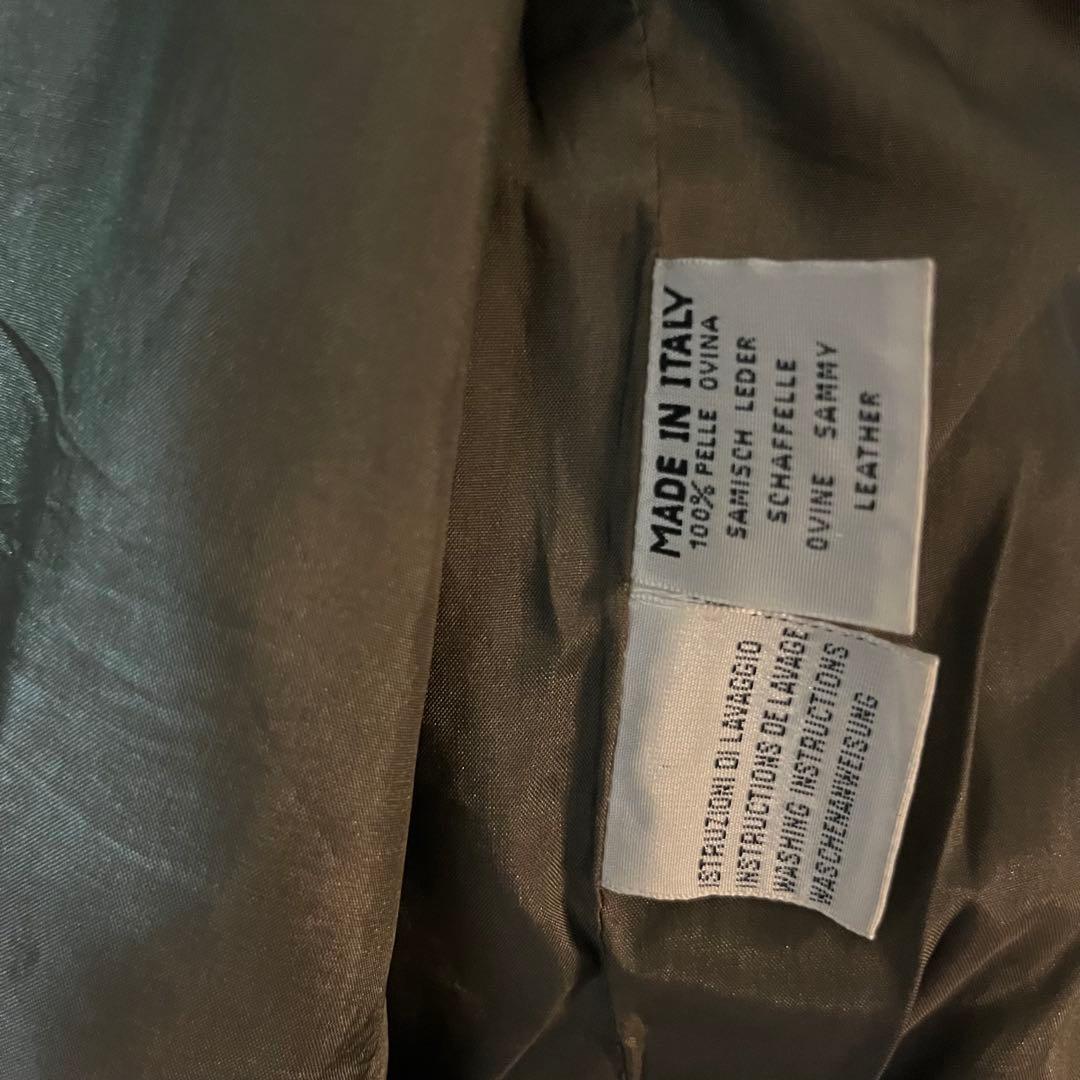 MADE IN ITALY
100% PELLE OVINA
SAMISCH LEDER
SCHAFFELLE
OVINE SAMMY
LEATHER
ISTRUZIONI DI LAVAGGIO
INSTRUCTIONS DE LAVAGE
WASHING INSTRUCTIONS
WASCHENANWEISUNG